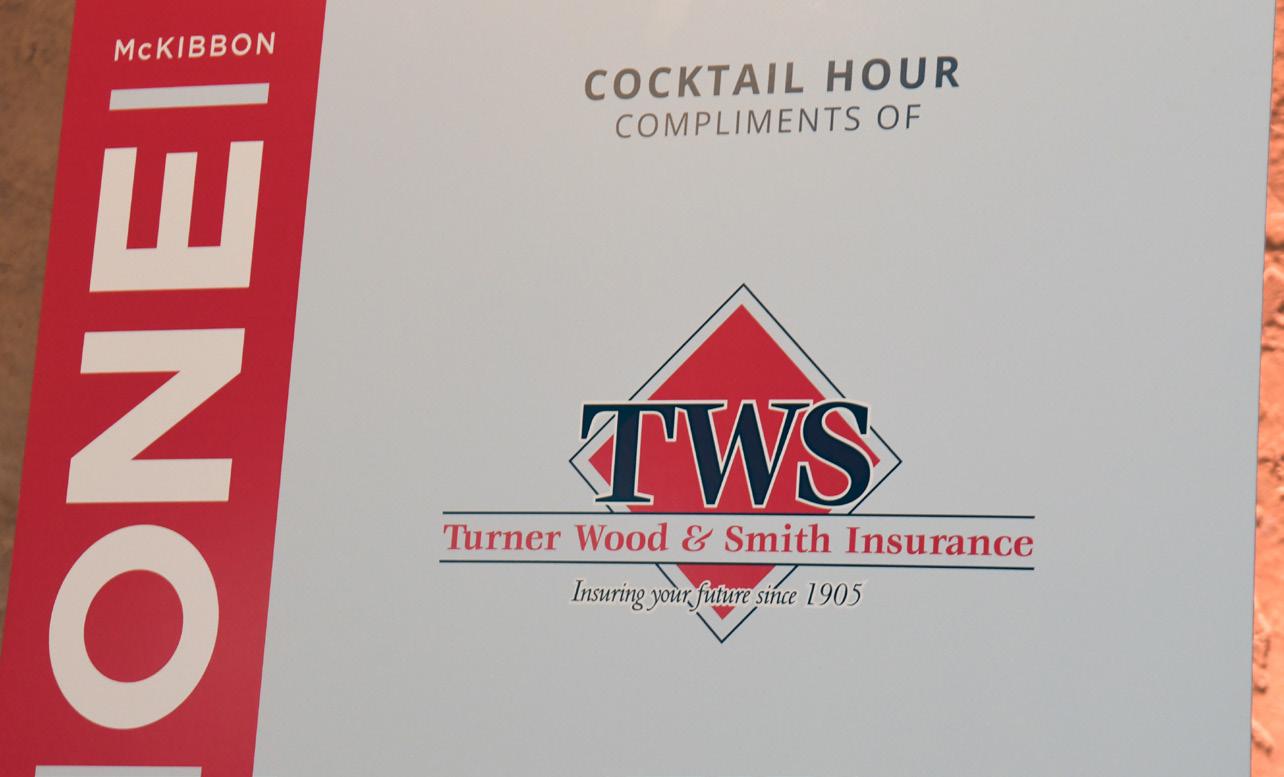 McKIBBON
ONE
COCKTAIL HOUR
COMPLIMENTS OF
TWS
Turner Wood & Smith Insurance
Insuring your future since 1905